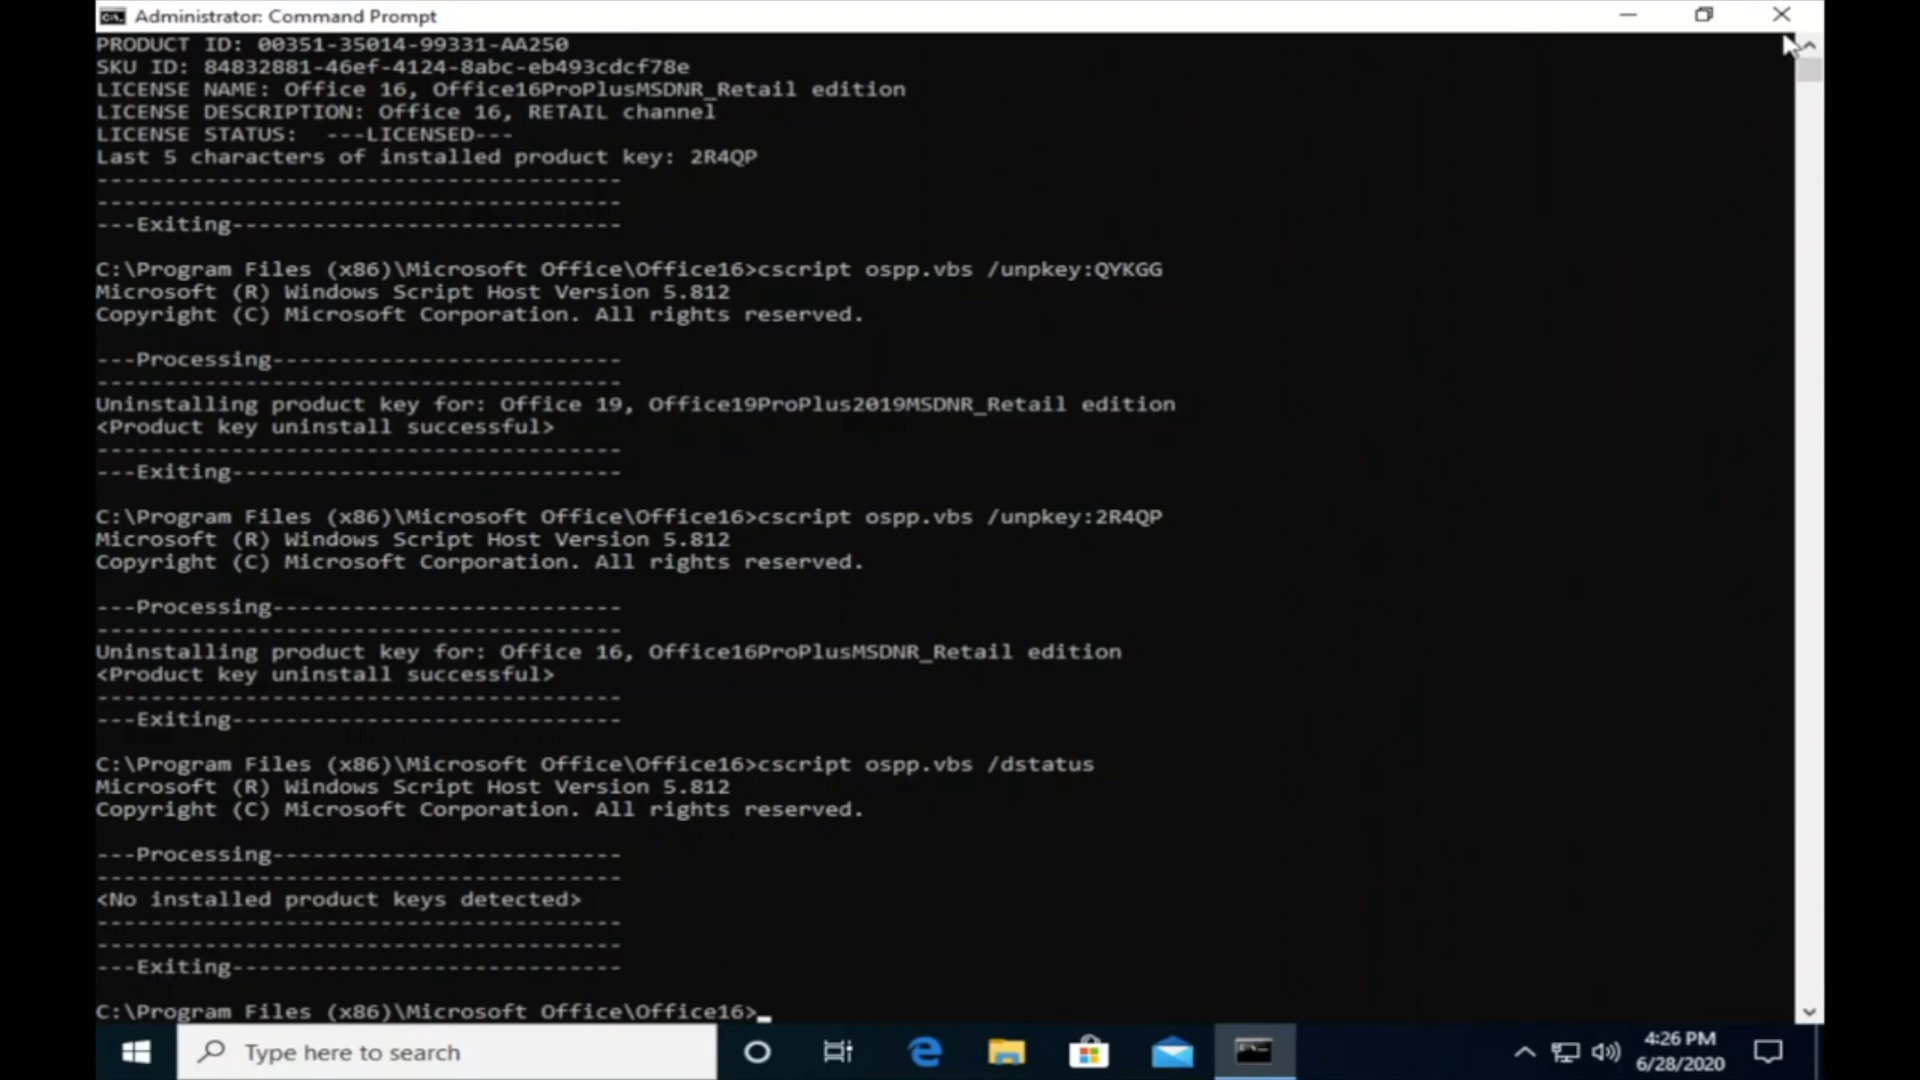 Administrator: Command Prompt
PRODUCT ID: 00351-35014-99331-AA250
SKU ID: 84832881-46ef-4124-8abc-eb493cdcf78e
LICENSE NAME: Office 16, Office16ProPlusMSDNR_Retail edition
LICENSE DESCRIPTION: Office 16, RETAIL channel
LICENSE STATUS:  ---LICENSED---
Last 5 characters of installed product key: 2R4QP
---------------------------------------
---------------------------------------
---Exiting-----------------------------
C:\Program Files (x86)\Microsoft Office\Office16>cscript ospp.vbs /unpkey:QYKGG
Microsoft (R) Windows Script Host Version 5.812
Copyright (C) Microsoft Corporation. All rights reserved.
---Processing--------------------------
---------------------------------------
Uninstalling product key for: Office 19, Office19ProPlus2019MSDNR_Retail edition
<Product key uninstall successful>
---------------------------------------
---Exiting-----------------------------
C:\Program Files (x86)\Microsoft Office\Office16>cscript ospp.vbs /unpkey:2R4QP
Microsoft (R) Windows Script Host Version 5.812
Copyright (C) Microsoft Corporation. All rights reserved.
---Processing--------------------------
---------------------------------------
Uninstalling product key for: Office 16, Office16ProPlusMSDNR_Retail edition
<Product key uninstall successful>
---------------------------------------
---Exiting-----------------------------
C:\Program Files (x86)\Microsoft Office\Office16>cscript ospp.vbs /dstatus
Microsoft (R) Windows Script Host Version 5.812
Copyright (C) Microsoft Corporation. All rights reserved.
---Processing--------------------------
---------------------------------------
<No installed product keys detected>
---------------------------------------
---------------------------------------
---Exiting-----------------------------
C:\Program Files (x86)\Microsoft Office\Office16>_
Type here to search
4:26 PM
6/28/2020